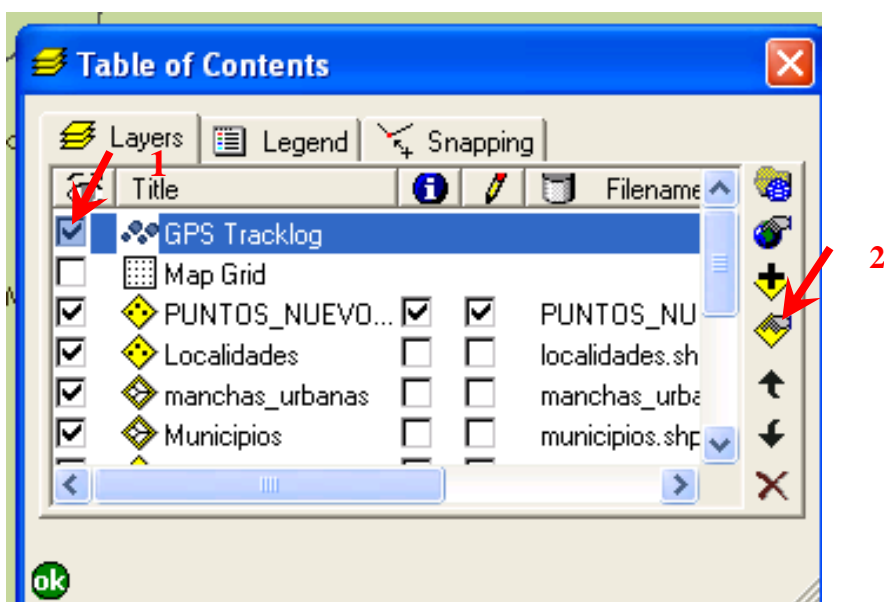 Table of Contents
Layers Legend Snapping
1
Title Filename
GPS Tracklog
2
Map Grid
PUNTOS_NUEVO... PUNTOS_NU
Localidades localidades.sh
manchas_urbanas manchas_urba
Municipios municipios.shp
ok